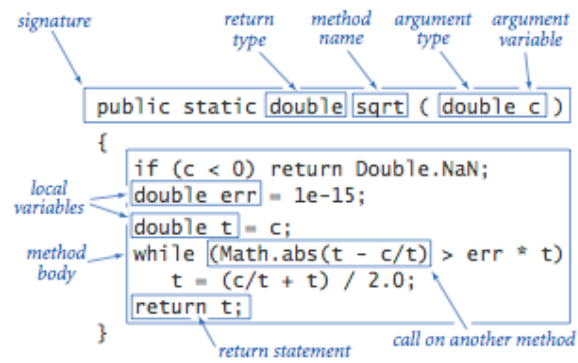 signature
return type
method name
argument type
argument variable
public static double sqrt ( double c )
{
if (c < 0) return Double.NaN;
local variables
double err = 1e-15;
double t = c;
method body
while (Math.abs(t - c/t) > err * t)
t = (c/t + t) / 2.0;
return t;
}
return statement
call on another method